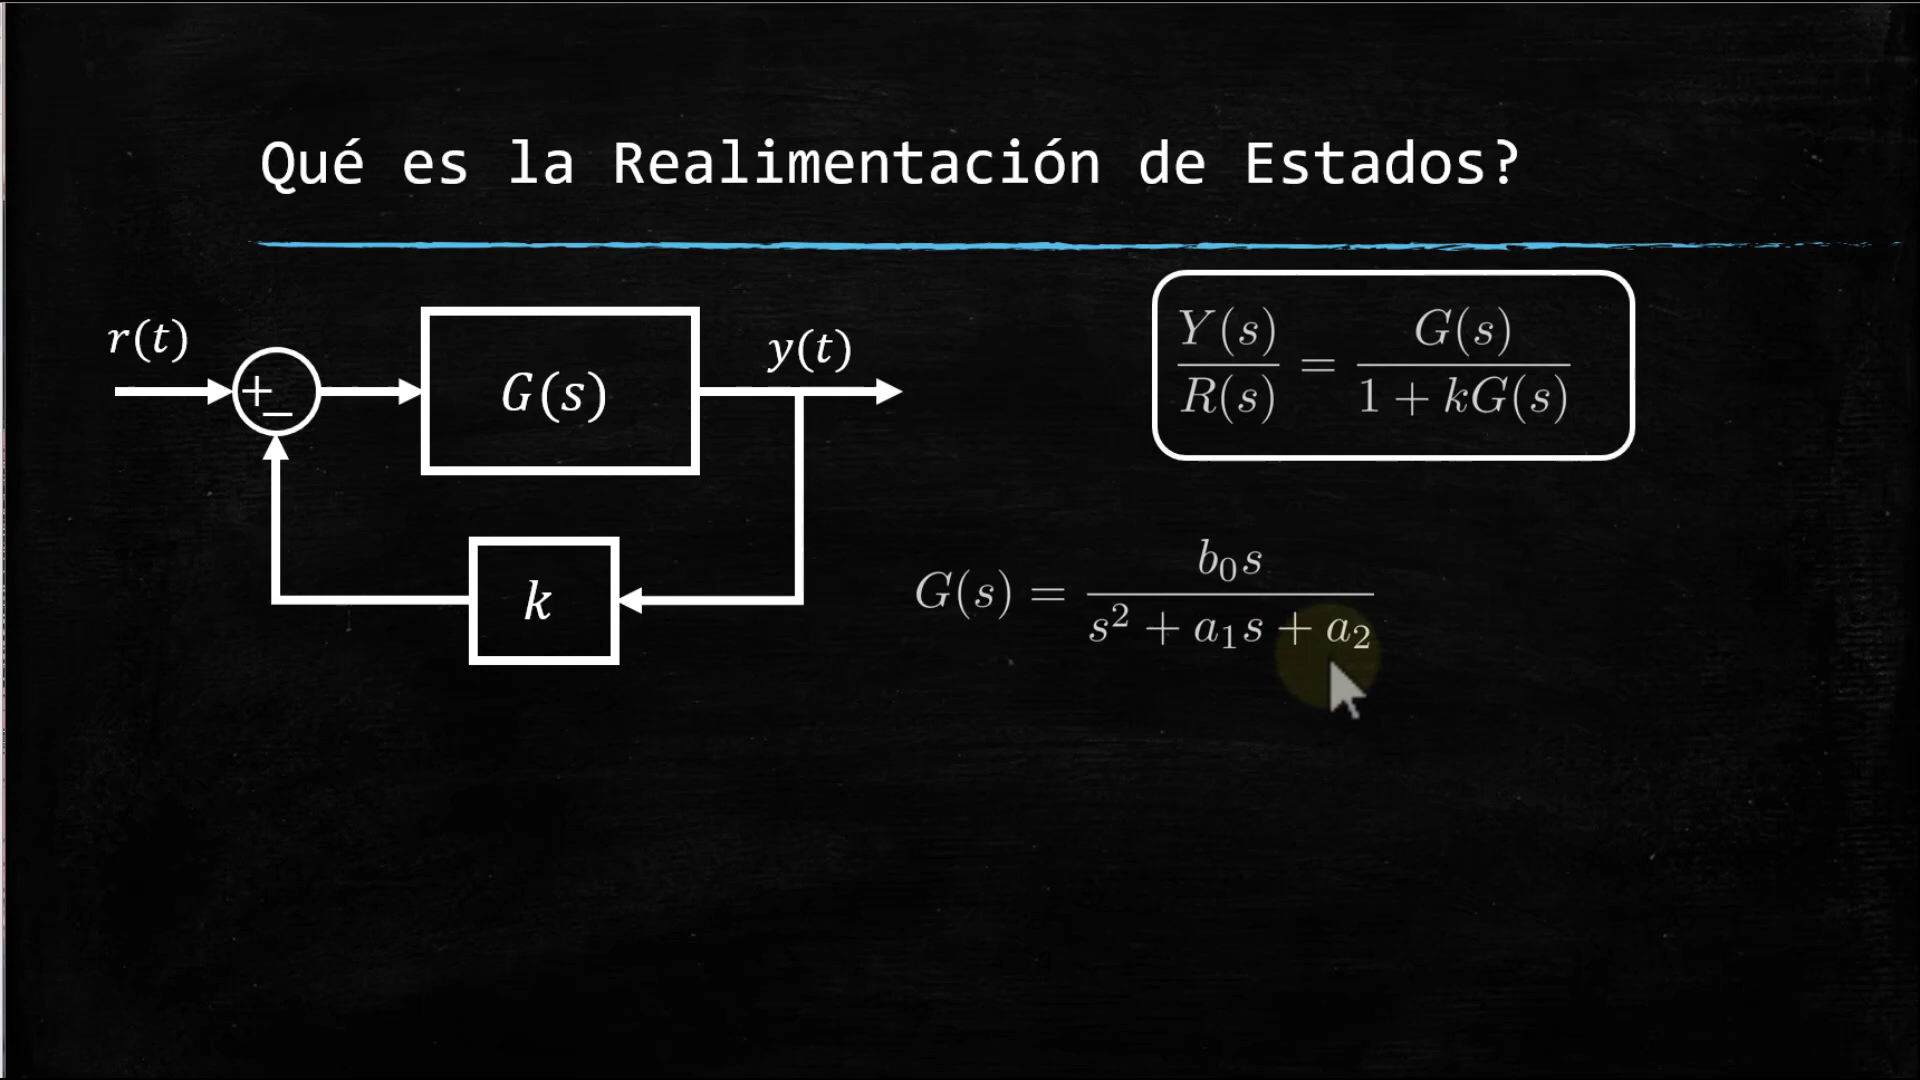 Qué es la Realimentación de Estados?
r(t)
+
−
G(s)
y(t)
k
Y(s)/R(s) = G(s)/(1 + kG(s))
G(s) = b₀s/(s² + a₁s + a₂)